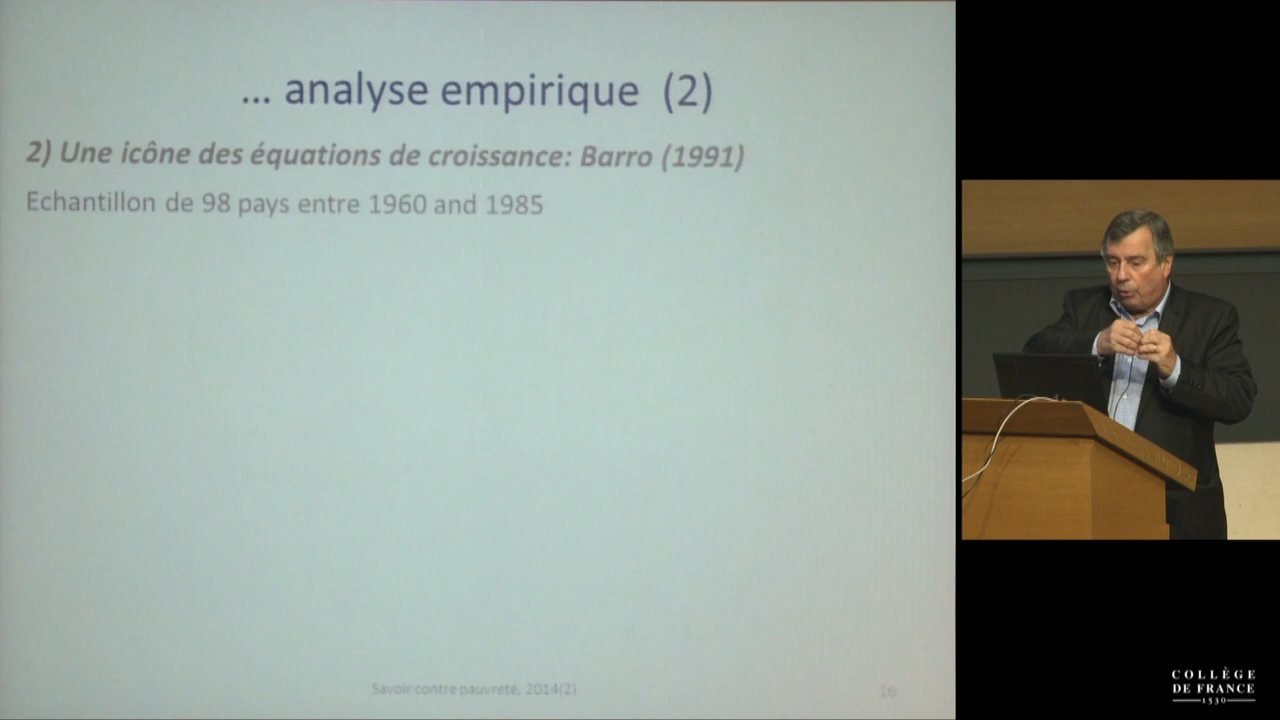 ... analyse empirique (2)
2) Une icône des équations de croissance: Barro (1991)
Echantillon de 98 pays entre 1960 and 1985
Savoir contre pauvreté, 2014(2)
16
COLLÈGE
DE FRANCE
1530